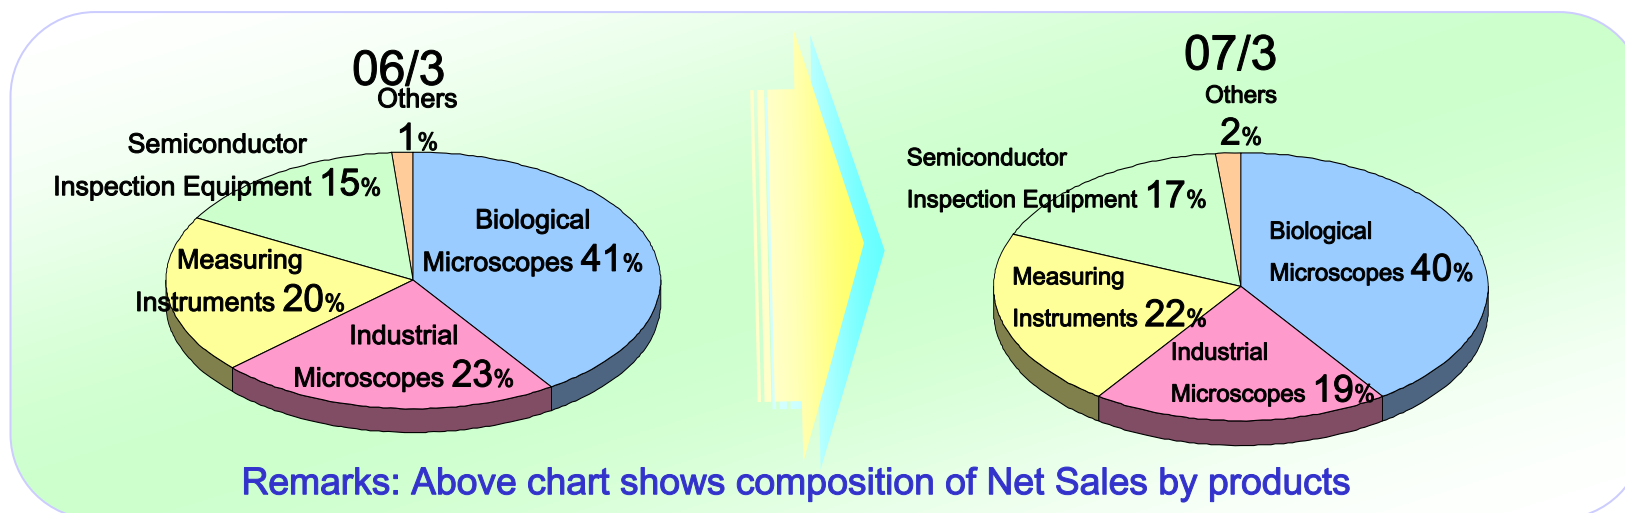 06/3
Others
1%
Semiconductor
Inspection Equipment 15%
Biological
Microscopes 41%
Measuring
Instruments 20%
Industrial
Microscopes 23%
07/3
Others
2%
Semiconductor
Inspection Equipment 17%
Biological
Microscopes 40%
Measuring
Instruments 22%
Industrial
Microscopes 19%
Remarks: Above chart shows composition of Net Sales by products